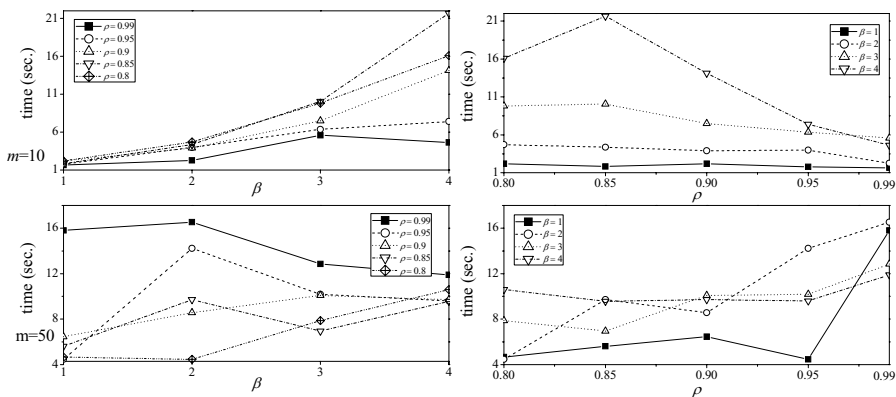 21
16
11
6
1
time (sec.)
m=10
ρ = 0.99
ρ = 0.95
ρ = 0.9
ρ = 0.85
ρ = 0.8
1
2
3
4
β
21
16
11
6
1
time (sec.)
β = 1
β = 2
β = 3
β = 4
0.80
0.85
0.90
0.95
0.99
ρ
16
12
8
4
time (sec.)
m=50
ρ = 0.99
ρ = 0.95
ρ = 0.9
ρ = 0.85
ρ = 0.8
1
2
3
4
β
16
12
8
4
time (sec.)
β = 1
β = 2
β = 3
β = 4
0.80
0.85
0.90
0.95
0.99
ρ